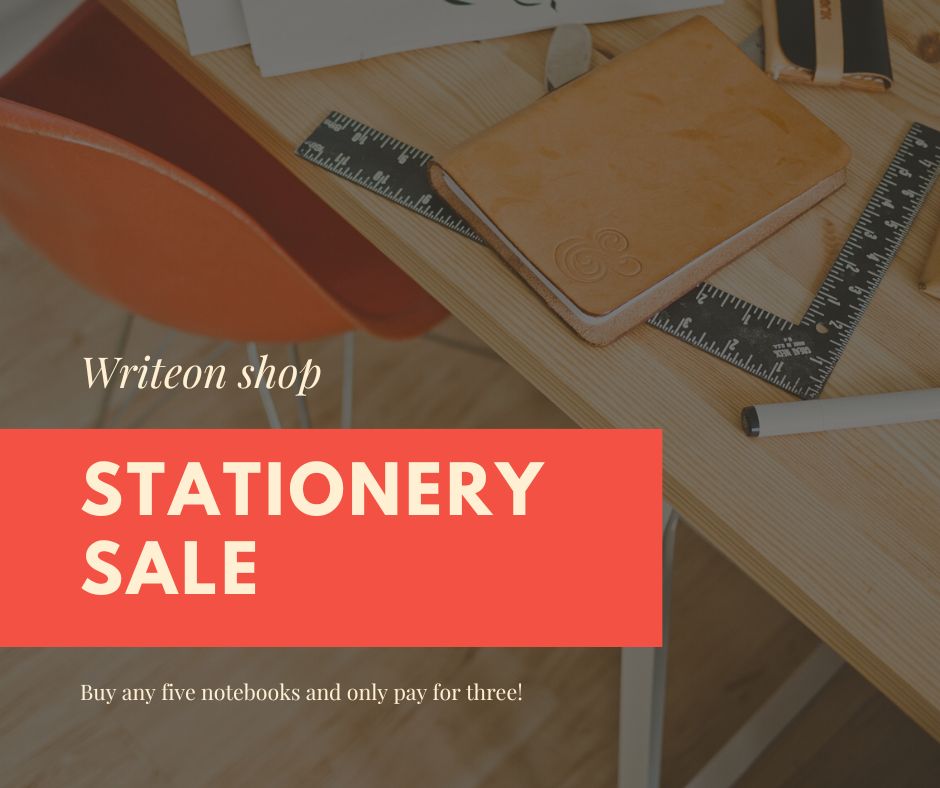 Writeon shop
STATIONERY
SALE
Buy any five notebooks and only pay for three!